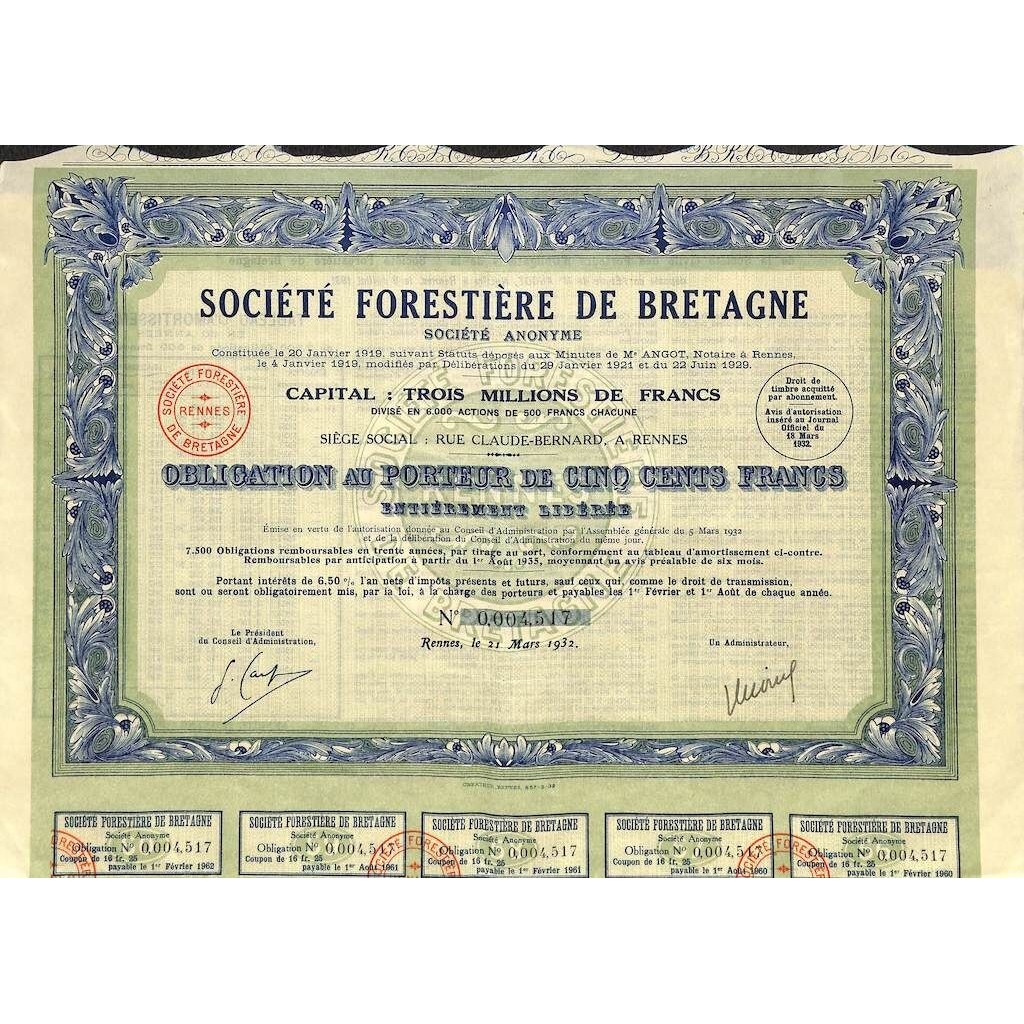 SOCIÉTÉ FORESTIÈRE DE BRETAGNE
SOCIÉTÉ ANONYME
Constituée le 20 Janvier 1919, suivant Statuts déposés aux Minutes de Me ANGOT, Notaire à Rennes,
le 4 Janvier 1919, modifiés par Délibérations du 29 Janvier 1921 et du 22 Juin 1929.
SOCIÉTÉ FORESTIÈRE
RENNES
DE BRETAGNE
CAPITAL : TROIS MILLIONS DE FRANCS
DIVISÉ EN 6.000 ACTIONS DE 500 FRANCS CHACUNE
SIÈGE SOCIAL : RUE CLAUDE-BERNARD, A RENNES
Droit de
timbre acquitté
par abonnement.
Avis d'autorisation
inséré au Journal
Officiel du
18 Mars
1932.
OBLIGATION AU PORTEUR DE CINQ CENTS FRANCS
ENTIÈREMENT LIBÉRÉE
Émise en vertu de l'autorisation donnée au Conseil d'Administration par l'Assemblée générale du 5 Mars 1932
et de la délibération du Conseil d'Administration du même jour.
7.500 Obligations remboursables en trente années, par tirage au sort, conformément au tableau d'amortissement ci-contre.
Remboursables par anticipation à partir du 1er Août 1935, moyennant un avis préalable de six mois.
Portant intérêts de 6.50 % l'an nets d'impôts présents et futurs, sauf ceux qui, comme le droit de transmission,
sont ou seront obligatoirement mis, par la loi, à la charge des porteurs et payables les 1er Février et 1er Août de chaque année.
No 0,004,517
Rennes, le 21 Mars 1932.
Le Président
du Conseil d'Administration,
Un Administrateur,
SOCIÉTÉ FORESTIÈRE DE BRETAGNE
Société Anonyme
Obligation No 0,004,517
Coupon de 16 fr. 25
payable le 1er Février 1962
SOCIÉTÉ FORESTIÈRE DE BRETAGNE
Société Anonyme
Obligation No 0,004,517
Coupon de 16 fr. 25
payable le 1er Août 1961
SOCIÉTÉ FORESTIÈRE DE BRETAGNE
Société Anonyme
Obligation No 0,004,517
Coupon de 16 fr. 25
payable le 1er Février 1961
SOCIÉTÉ FORESTIÈRE DE BRETAGNE
Société Anonyme
Obligation No 0,004,517
Coupon de 16 fr. 25
payable le 1er Août 1960
SOCIÉTÉ FORESTIÈRE DE BRETAGNE
Société Anonyme
Obligation No 0,004,517
Coupon de 16 fr. 25
payable le 1er Février 1960